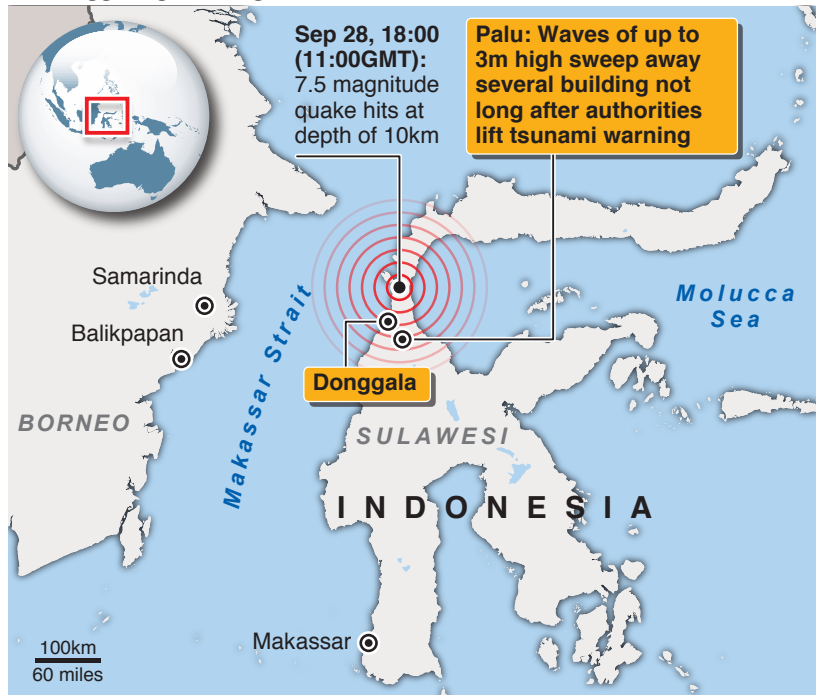 Sep 28, 18:00
(11:00GMT):
7.5 magnitude
quake hits at
depth of 10km
Palu: Waves of up to
3m high sweep away
several building not
long after authorities
lift tsunami warning
Samarinda
Balikpapan
BORNEO
Makassar Strait
Molucca
Sea
Donggala
SULAWESI
INDONESIA
Makassar
100km
60 miles